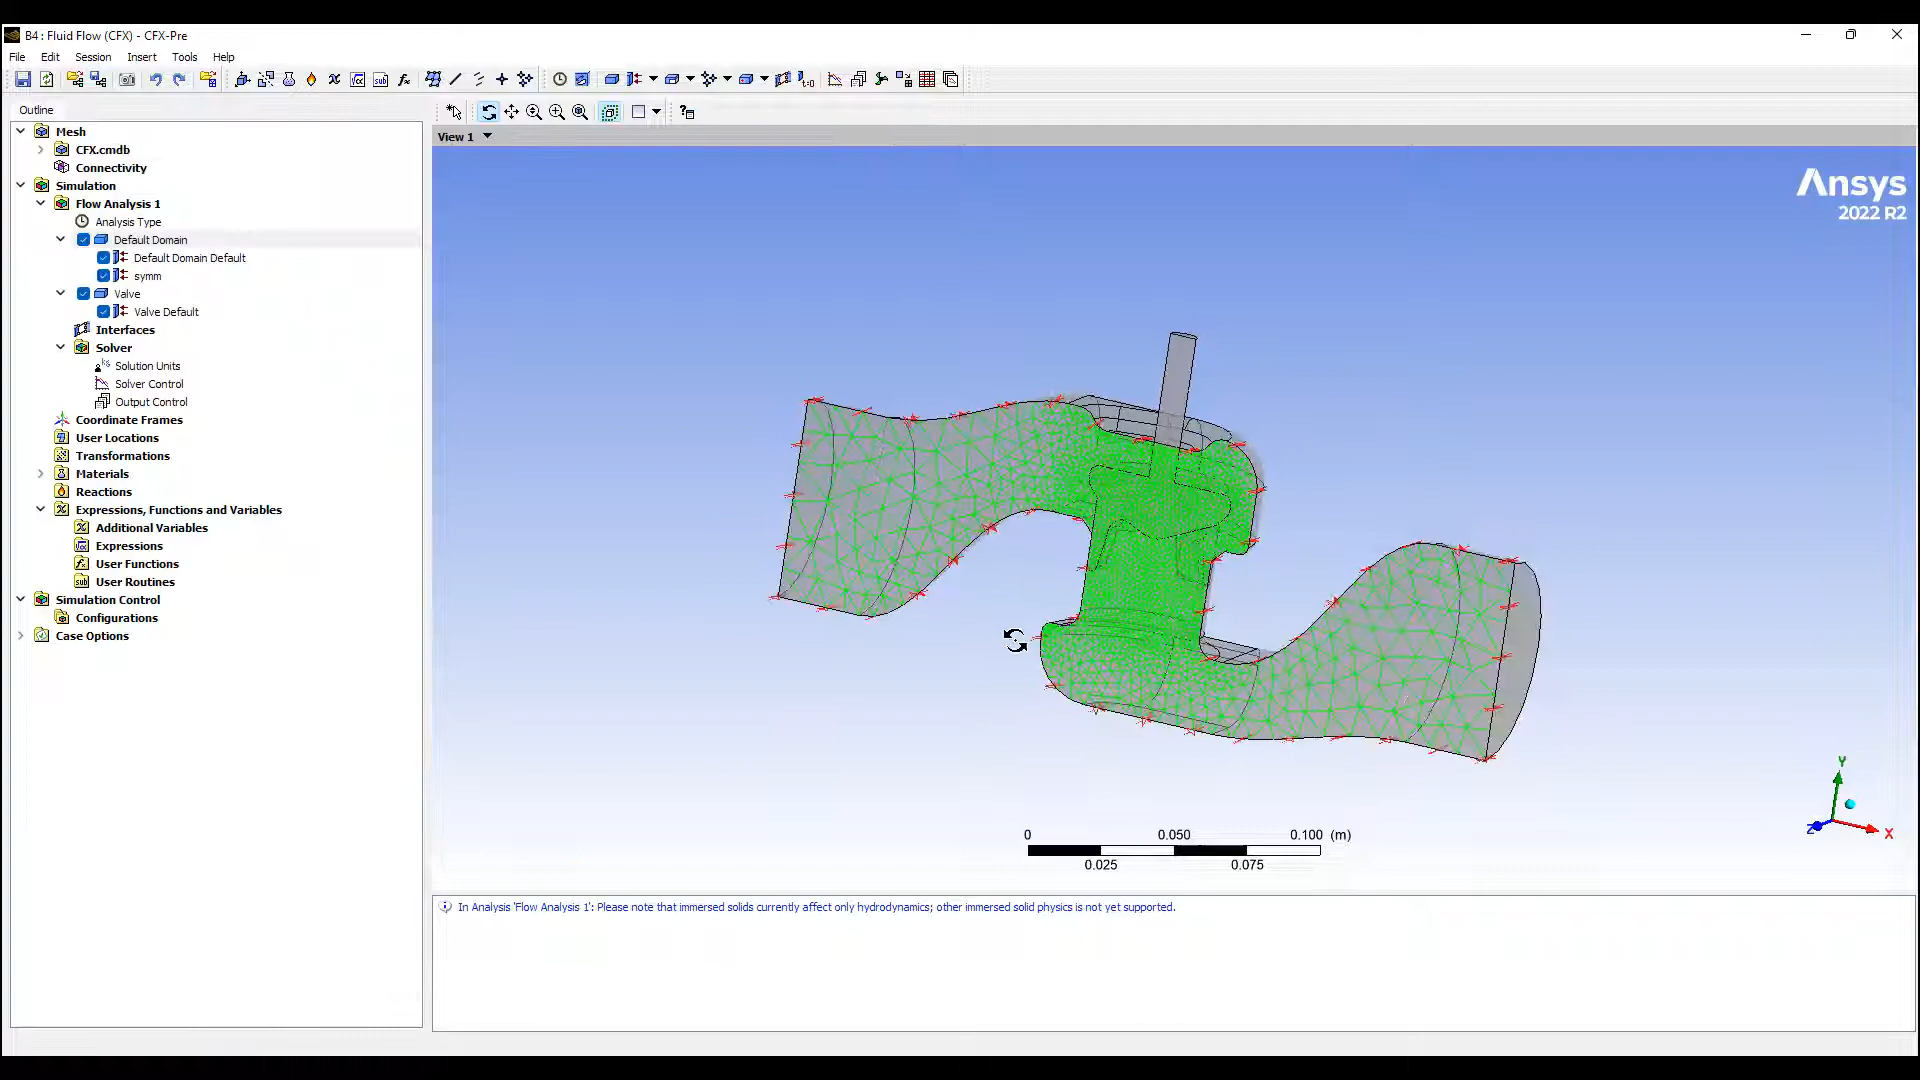 B4 : Fluid Flow (CFX) - CFX-Pre
File Edit Session Insert Tools Help
Outline
Mesh
CFX.cmdb
Connectivity
Simulation
Flow Analysis 1
Analysis Type
Default Domain
Default Domain Default
symm
Valve
Valve Default
Interfaces
Solver
Solution Units
Solver Control
Output Control
Coordinate Frames
User Locations
Transformations
Materials
Reactions
Expressions, Functions and Variables
Additional Variables
Expressions
User Functions
User Routines
Simulation Control
Configurations
Case Options
View 1
Ansys
2022 R2
0 0.050 0.100 (m)
0.025 0.075
Y
Z X
In Analysis 'Flow Analysis 1': Please note that immersed solids currently affect only hydrodynamics; other immersed solid physics is not yet supported.